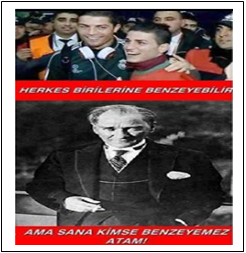 HERKES BİRİLERİNE BENZEYEBİLİR
AMA SANA KİMSE BENZEYEMEZ
ATAM!